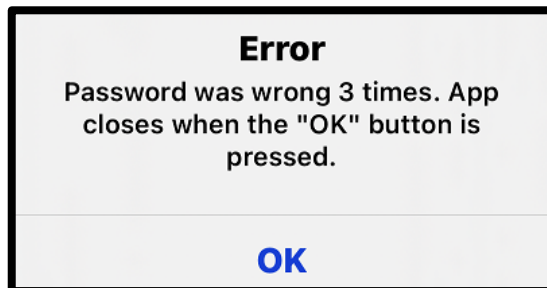 Error
Password was wrong 3 times. App
closes when the "OK" button is
pressed.
OK